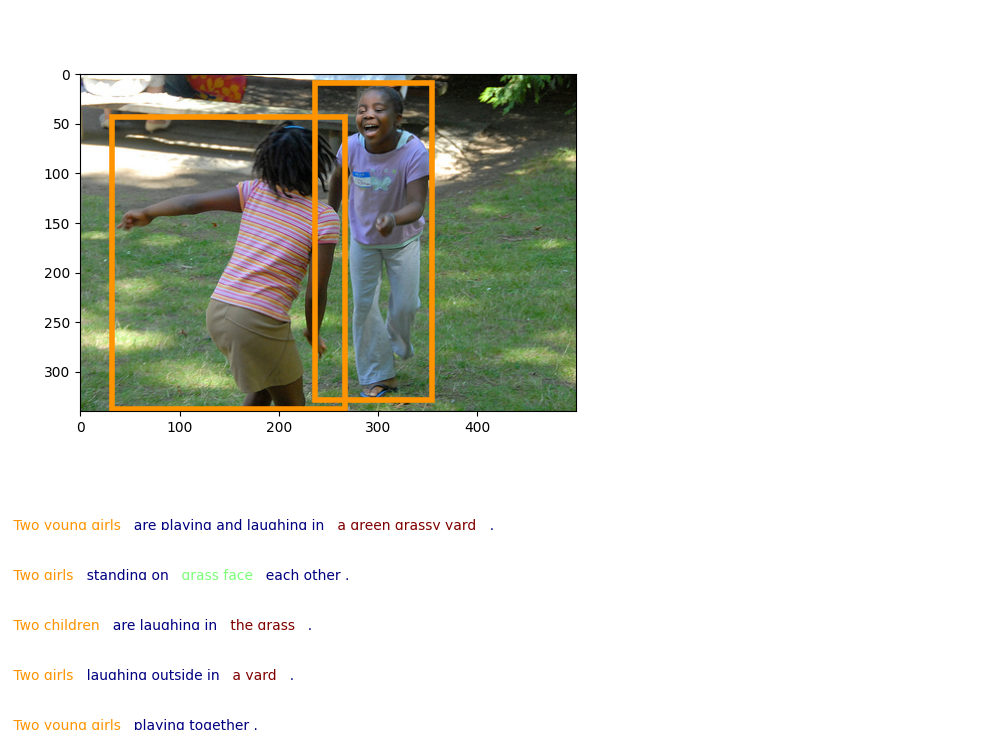 0
50
100
150
200
250
300
0 100 200 300 400
Two young girls are playing and laughing in a green grassy yard .
Two girls standing on grass face each other .
Two children are laughing in the grass .
Two girls laughing outside in a yard .
Two young girls playing together .